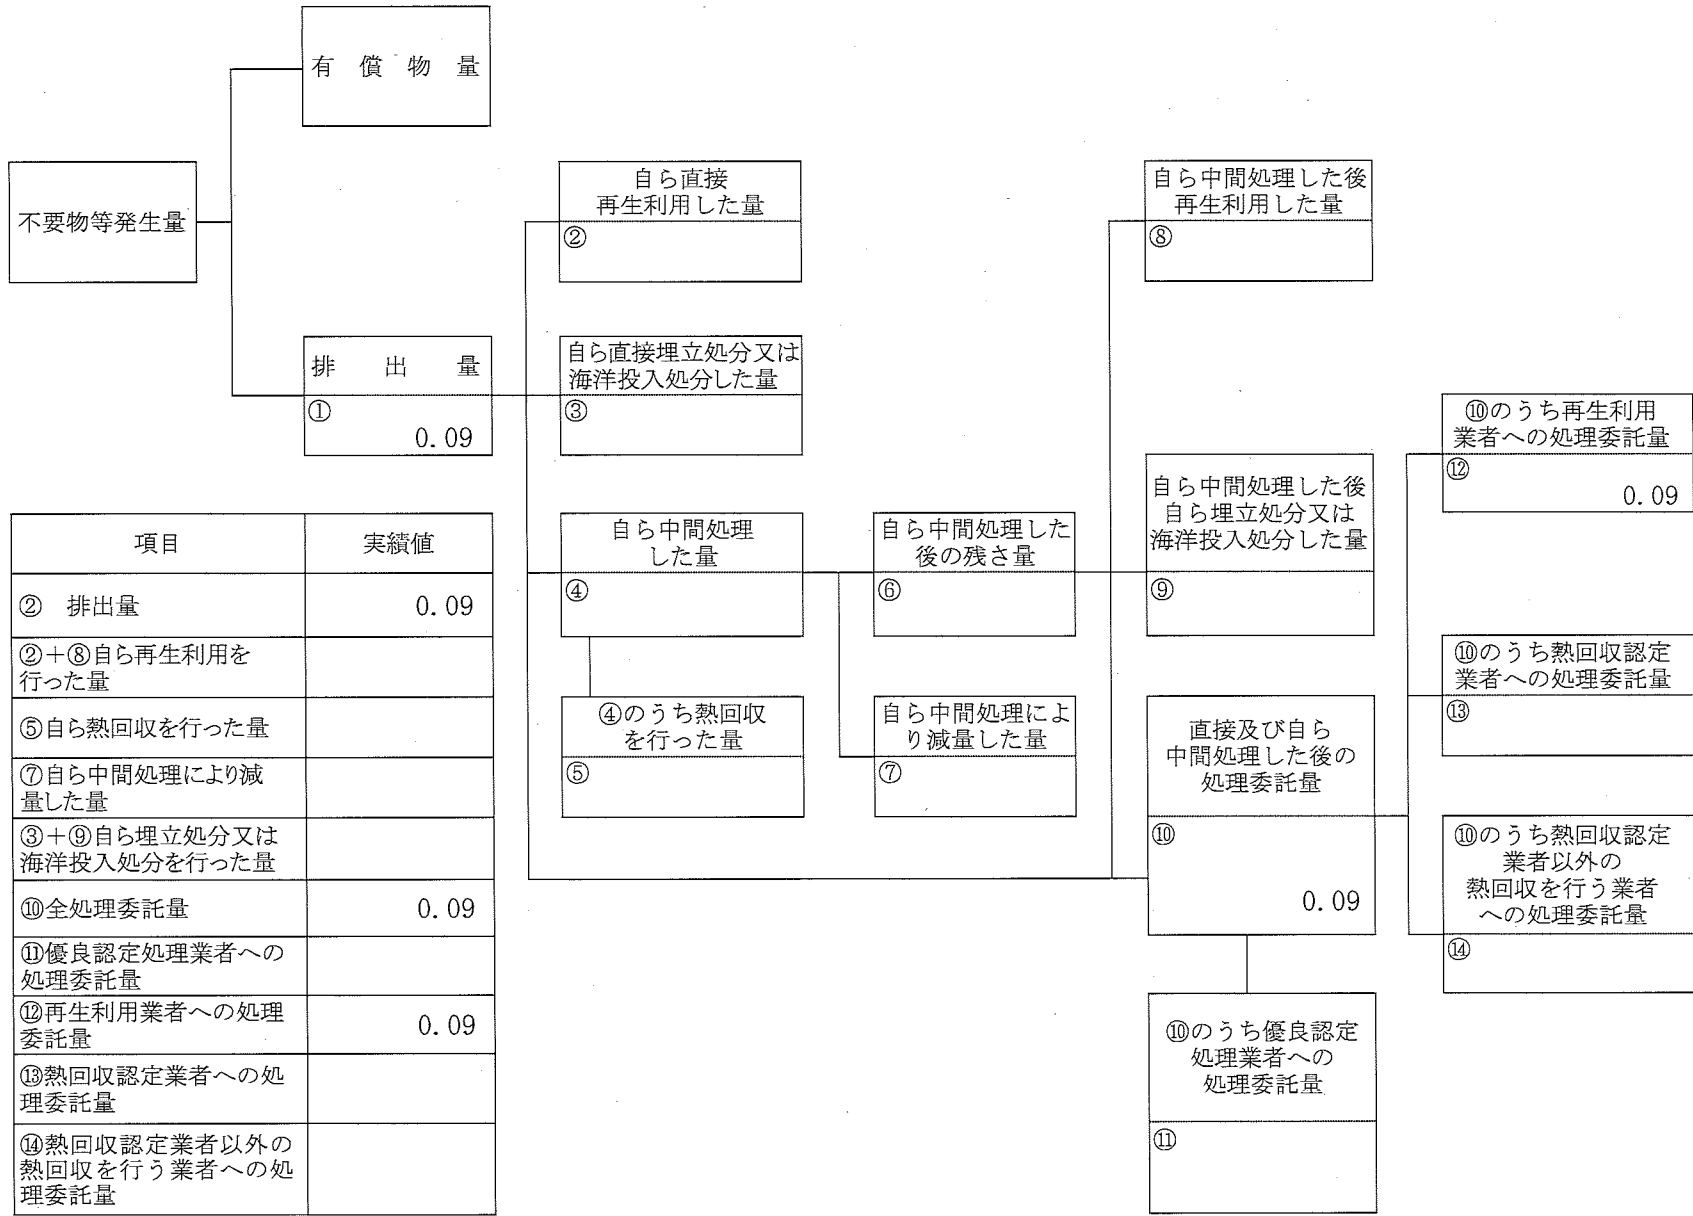 有償物量
不要物等発生量
排出量
①
0.09
自ら直接
再生利用した量
②
自ら直接埋立処分又は
海洋投入処分した量
③
自ら中間処理
した量
④
④のうち熱回収
を行った量
⑤
自ら中間処理した
後の残さ量
⑥
自ら中間処理によ
り減量した量
⑦
自ら中間処理した後
再生利用した量
⑧
自ら中間処理した後
自ら埋立処分又は
海洋投入処分した量
⑨
直接及び自ら
中間処理した後の
処理委託量
⑩
0.09
⑩のうち優良認定
処理業者への
処理委託量
⑪
⑩のうち再生利用
業者への処理委託量
⑫
0.09
⑩のうち熱回収認定
業者への処理委託量
⑬
⑩のうち熱回収認定
業者以外の
熱回収を行う業者
への処理委託量
⑭
項目 実績値
② 排出量 0.09
②+⑧自ら再生利用を
行った量
⑤自ら熱回収を行った量
⑦自ら中間処理により減
量した量
③+⑨自ら埋立処分又は
海洋投入処分を行った量
⑩全処理委託量 0.09
⑪優良認定処理業者への
処理委託量
⑫再生利用業者への処理
委託量 0.09
⑬熱回収認定業者への処
理委託量
⑭熱回収認定業者以外の
熱回収を行う業者への処
理委託量